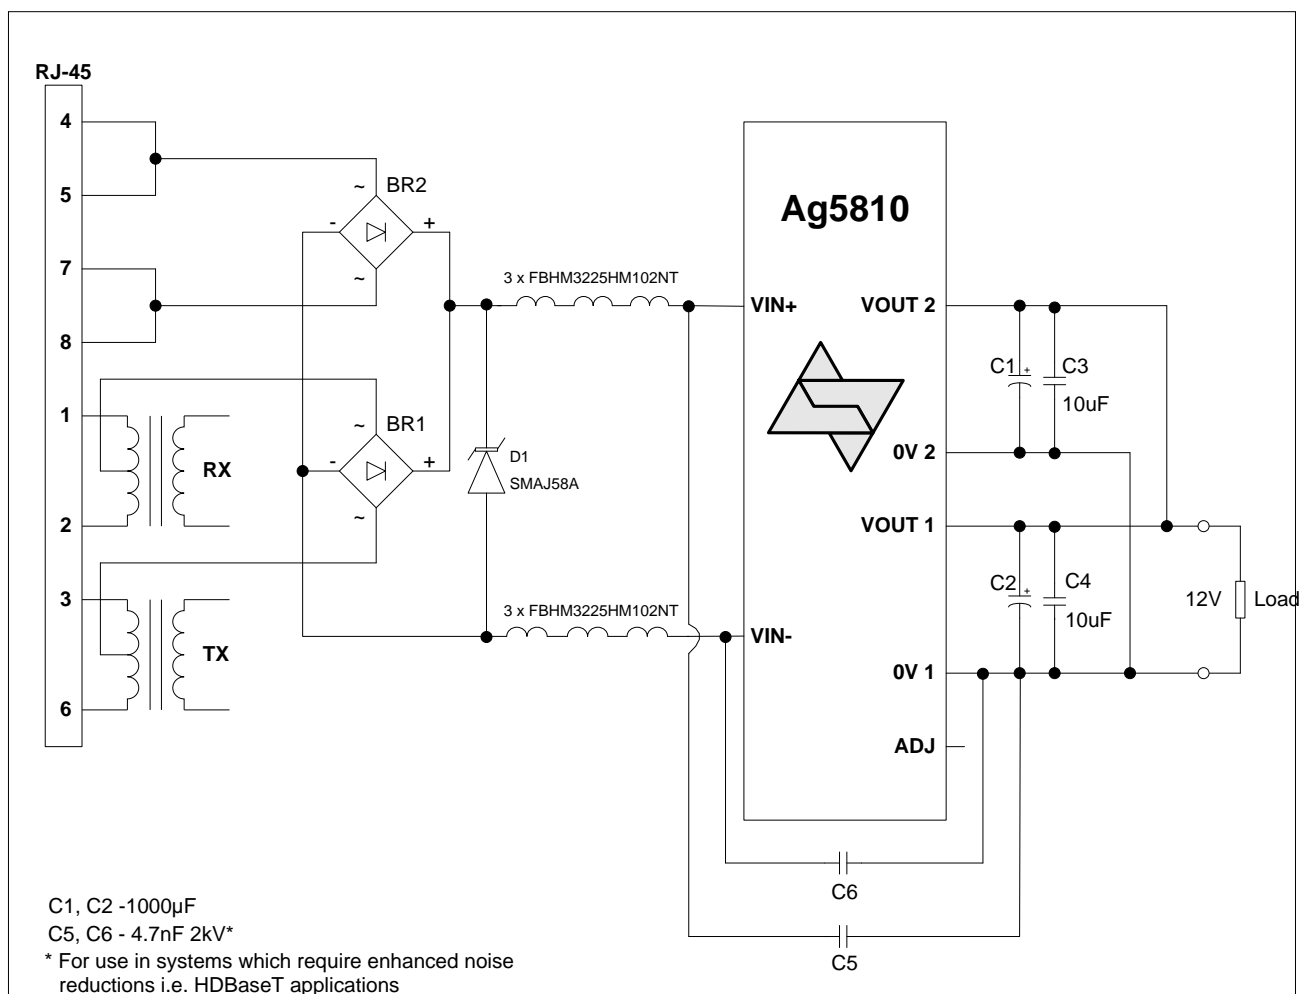 RJ-45
4
5
7
8
1
2
3
6
RX
TX
~
BR2
-
+
~
~
BR1
-
+
~
3 x FBHM3225HM102NT
D1
SMAJ58A
3 x FBHM3225HM102NT
Ag5810
VIN+
VIN-
VOUT 2
0V 2
VOUT 1
0V 1
ADJ
C1
+
C3
10uF
C2
+
C4
10uF
12V
Load
C6
C5
C1, C2 -1000µF
C5, C6 - 4.7nF 2kV*
* For use in systems which require enhanced noise
reductions i.e. HDBaseT applications